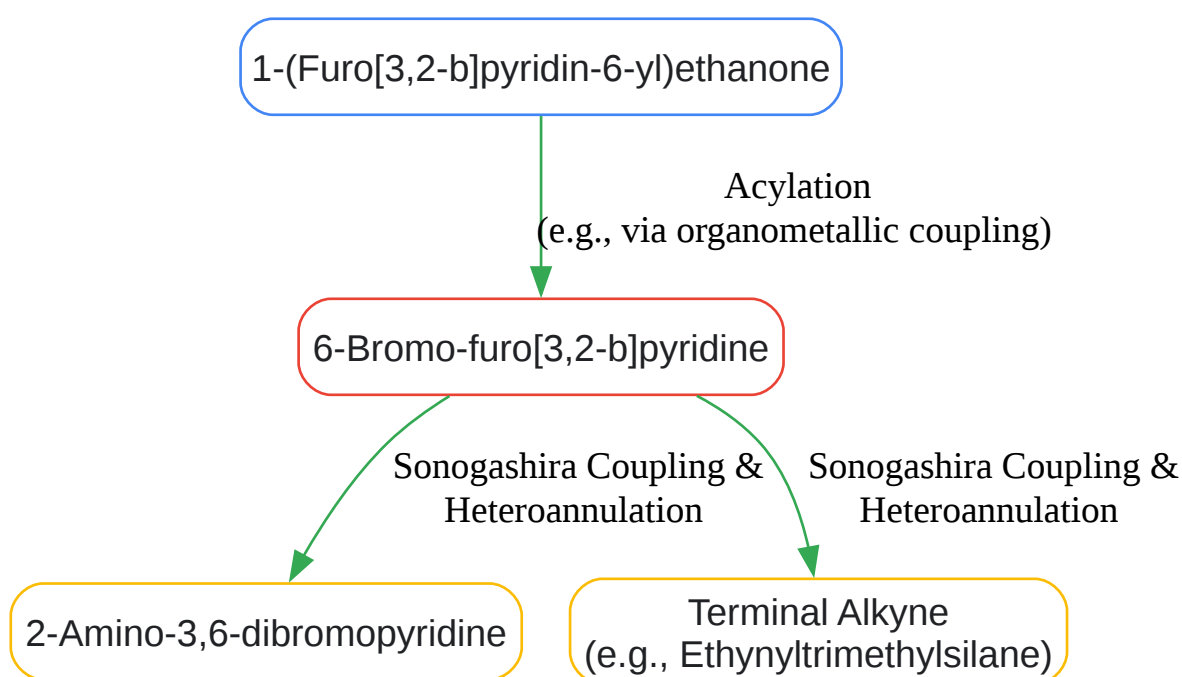 1-(Furo[3,2-b]pyridin-6-yl)ethanone
Acylation
(e.g., via organometallic coupling)
6-Bromo-furo[3,2-b]pyridine
Sonogashira Coupling &
Heteroannulation
Sonogashira Coupling &
Heteroannulation
2-Amino-3,6-dibromopyridine
Terminal Alkyne
(e.g., Ethynyltrimethylsilane)